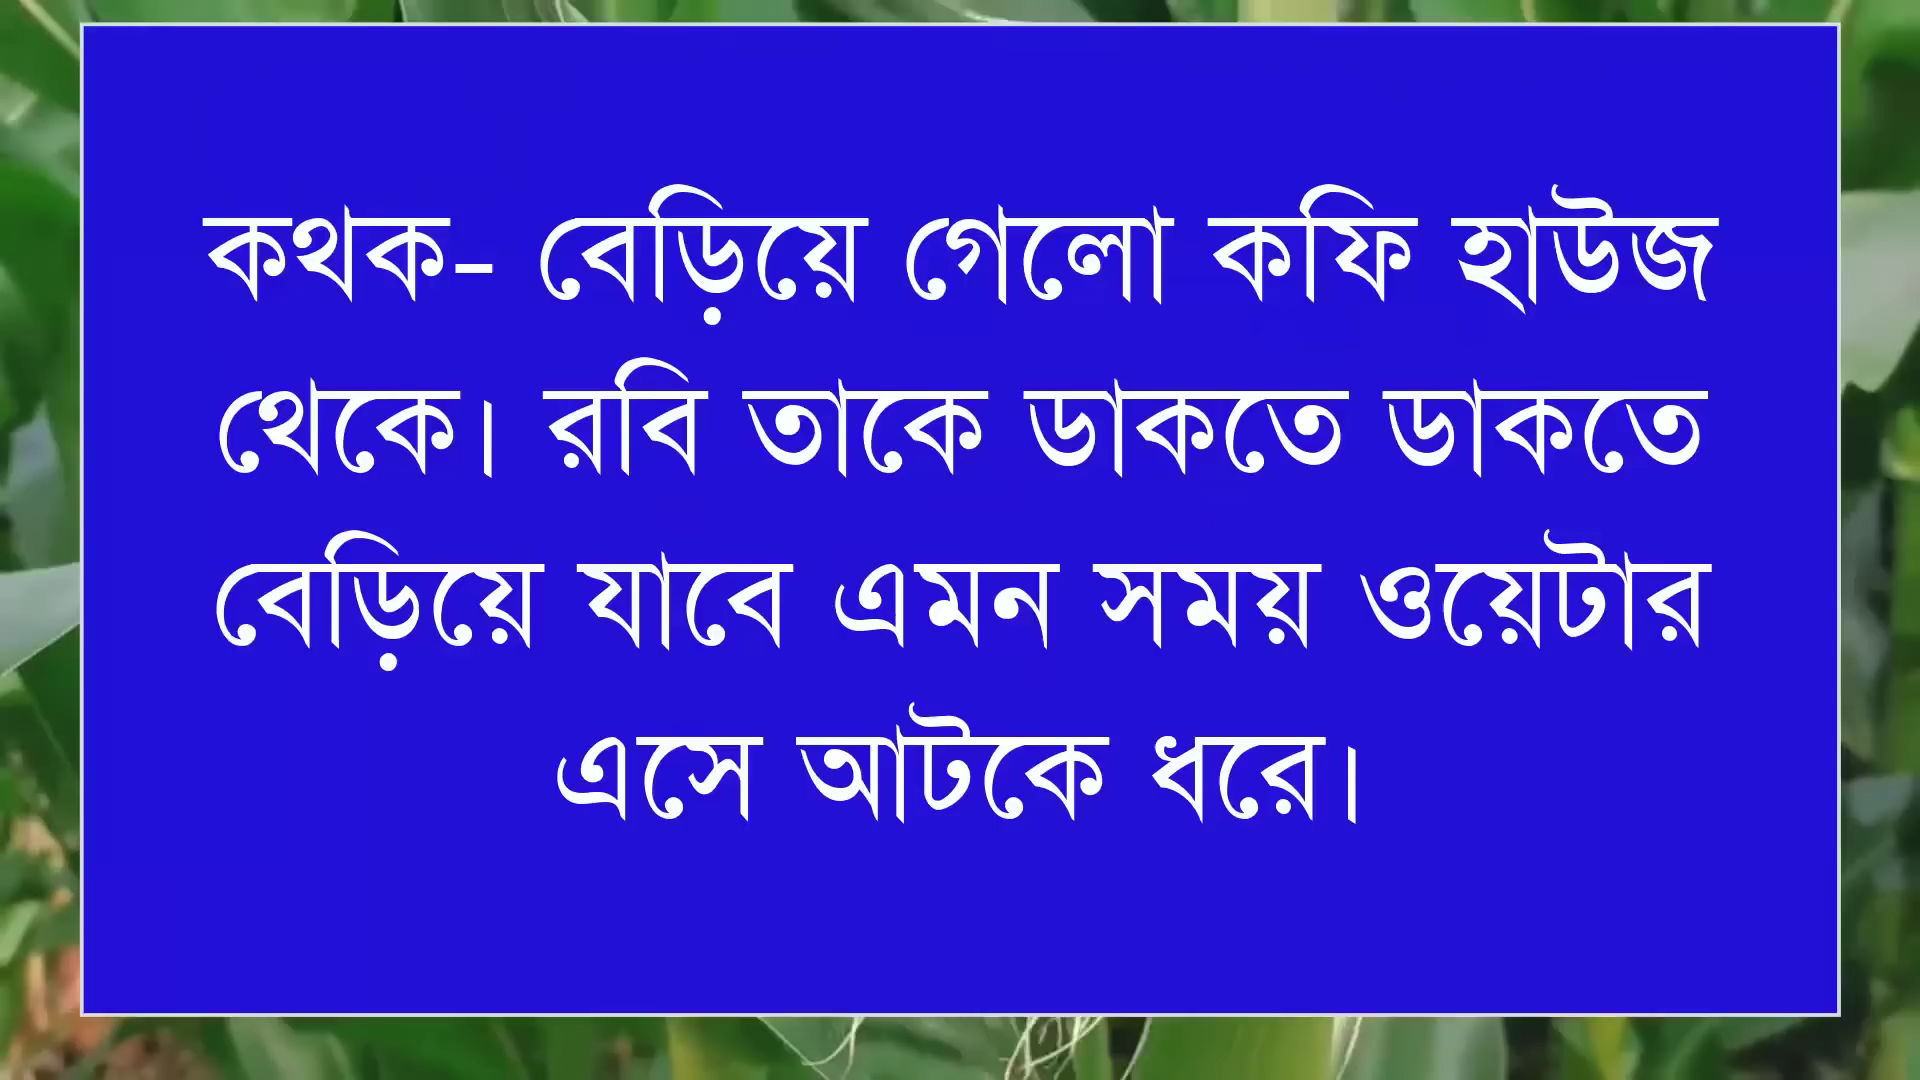 কথক- বেড়িয়ে গেলো কফি হাউজ
থেকে। রবি তাকে ডাকতে ডাকতে
বেড়িয়ে যাবে এমন সময় ওয়েটার
এসে আটকে ধরে।